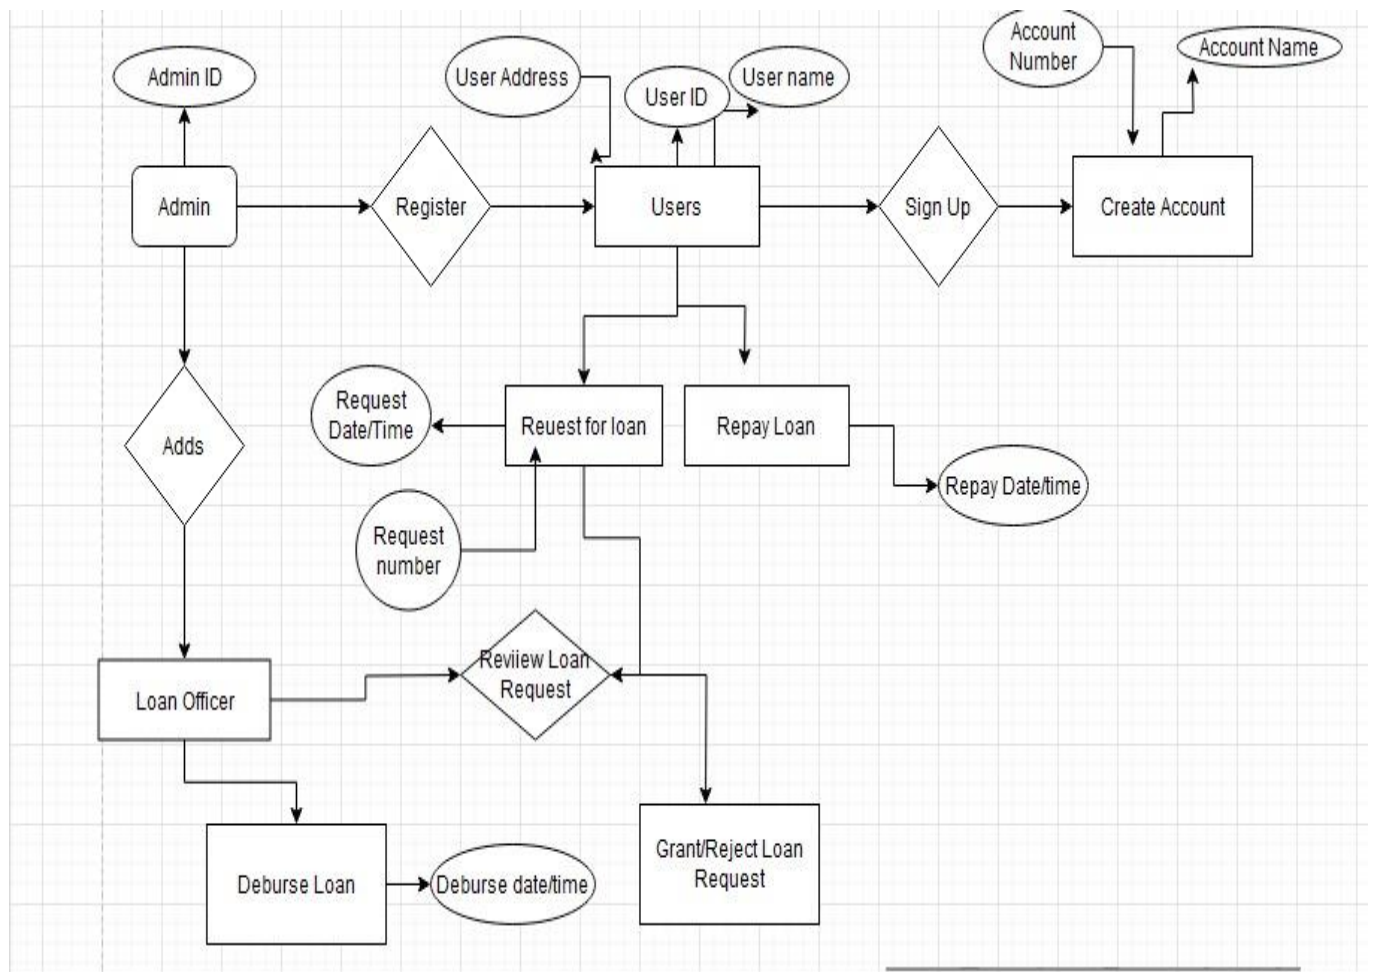 Account
Number
Account Name
Admin ID
User Address
User ID
User name
Admin
Register
Users
Sign Up
Create Account
Request
Date/Time
Reuest for loan
Repay Loan
Adds
Repay Date/time
Request
number
Reviiew Loan
Request
Loan Officer
Grant/Reject Loan
Request
Deburse Loan
Deburse date/time